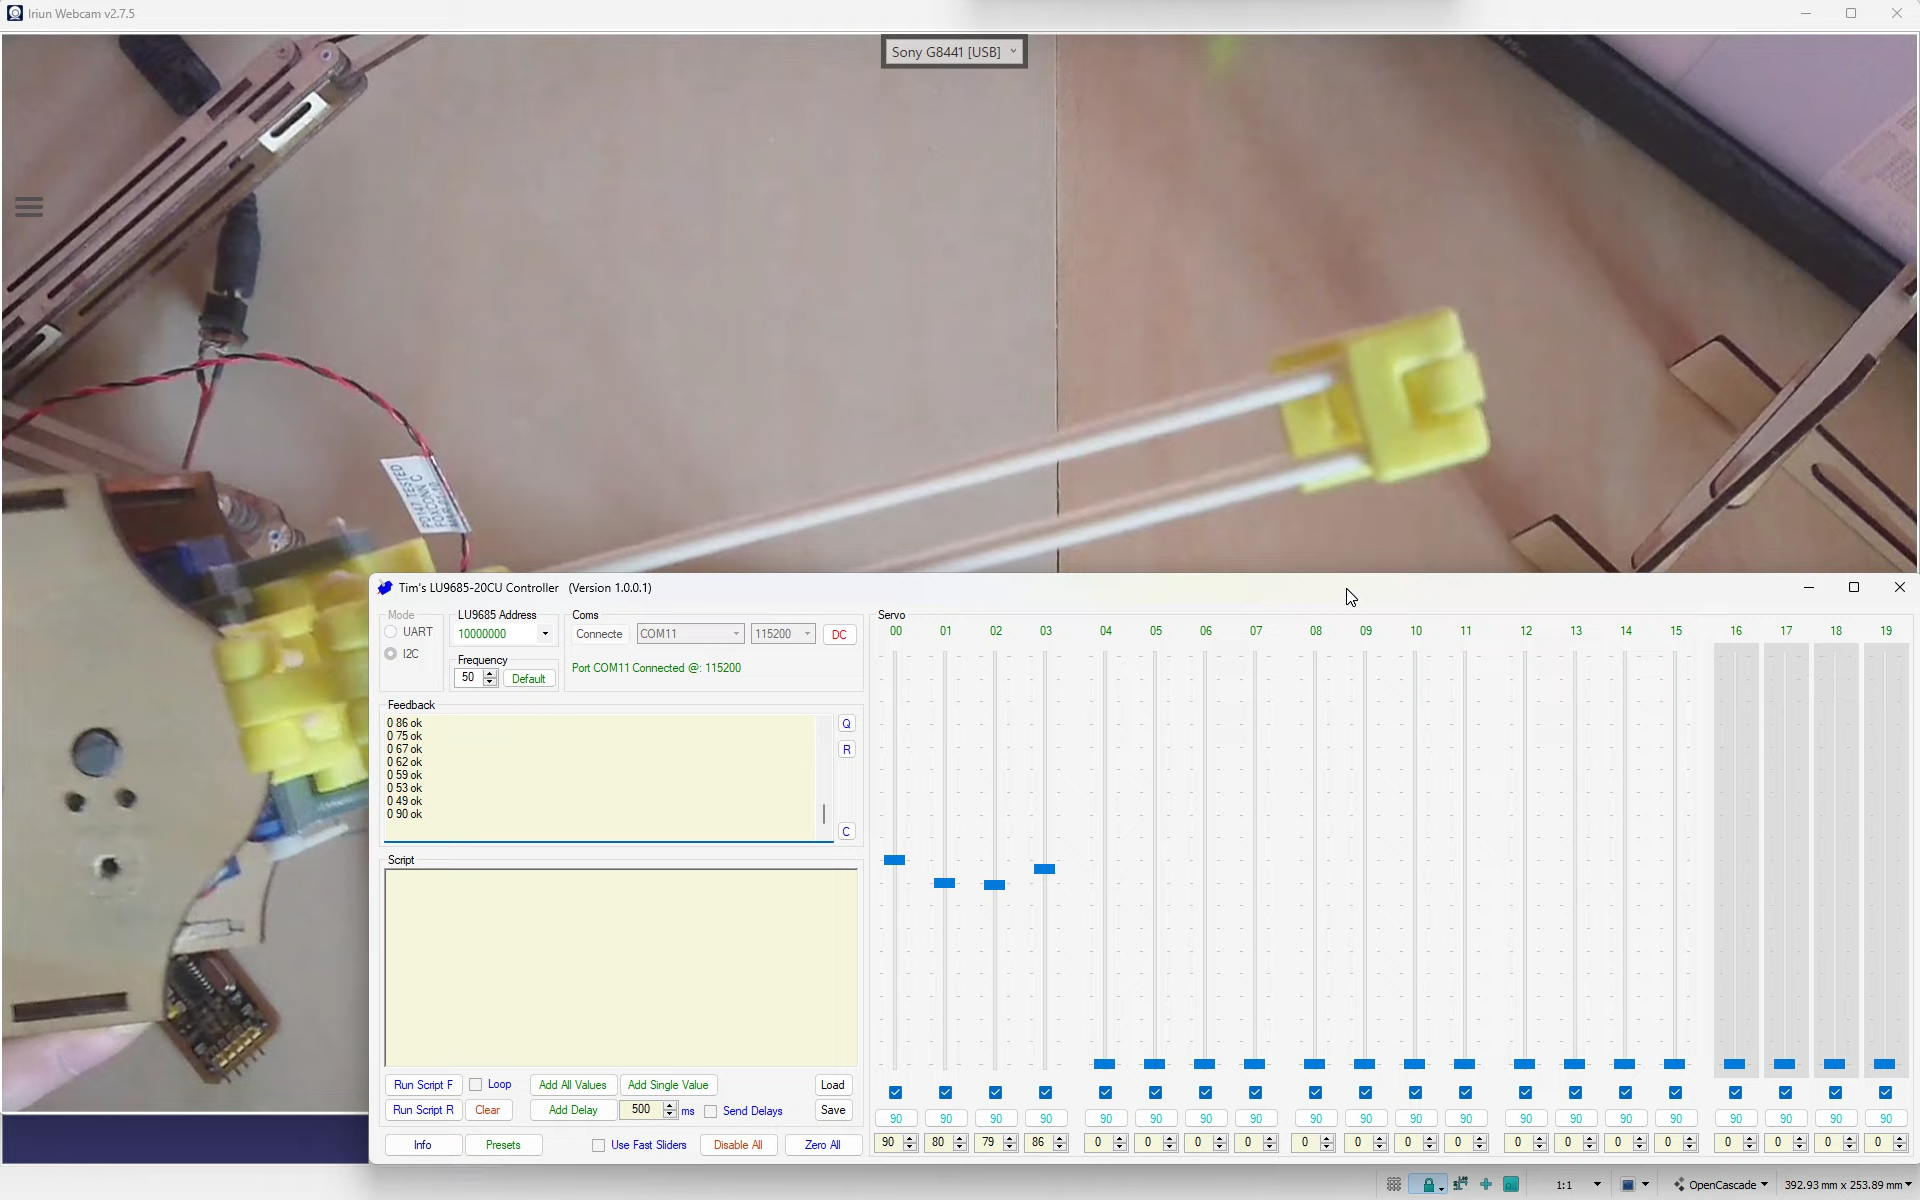 Iriun Webcam v2.7.5
Sony G8441 [USB]
PD147 TESTED
FOXCONN C
Tim's LU9685-20CU Controller (Version 1.0.0.1)
Mode
UART
I2C
LU9685 Address
10000000
Frequency
50
Default
Coms
Connecte
COM11
115200
DC
Port COM11 Connected @: 115200
Feedback
0 86 ok
0 75 ok
0 67 ok
0 62 ok
0 59 ok
0 53 ok
0 49 ok
0 90 ok
Q
R
C
Script
Run Script F
Loop
Add All Values
Add Single Value
Load
Run Script R
Clear
Add Delay
500
ms
Send Delays
Save
Info
Presets
Use Fast Sliders
Disable All
Zero All
Servo
00 01 02 03 04 05 06 07 08 09 10 11 12 13 14 15 16 17 18 19
90 90 90 90 90 90 90 90 90 90 90 90 90 90 90 90 90 90 90 90
90 80 79 86 0 0 0 0 0 0 0 0 0 0 0 0 0 0 0 0
1:1
OpenCascade
392.93 mm x 253.89 mm